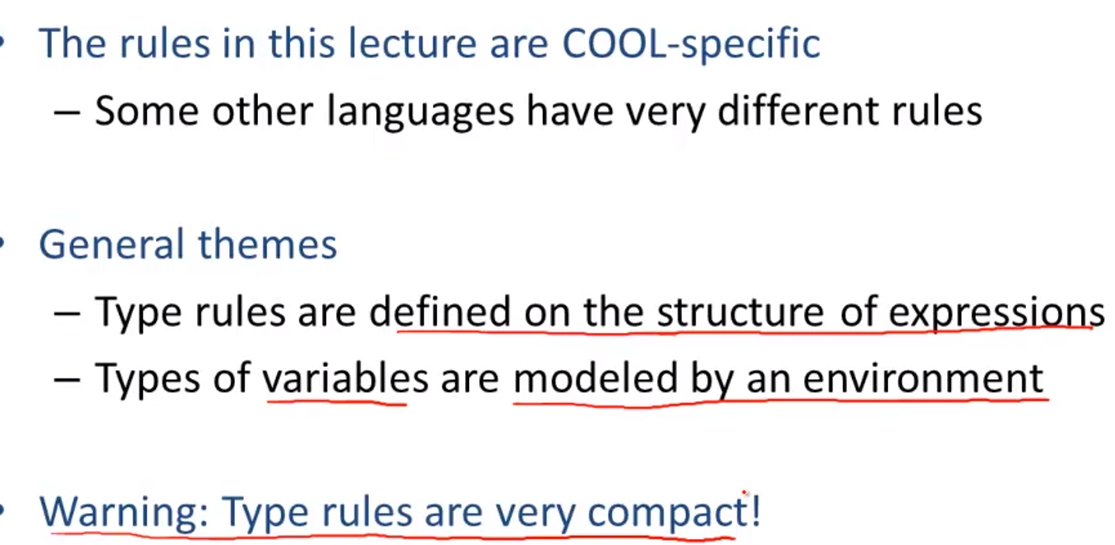 • The rules in this lecture are COOL-specific
– Some other languages have very different rules
• General themes
– Type rules are defined on the structure of expressions
– Types of variables are modeled by an environment
• Warning: Type rules are very compact!